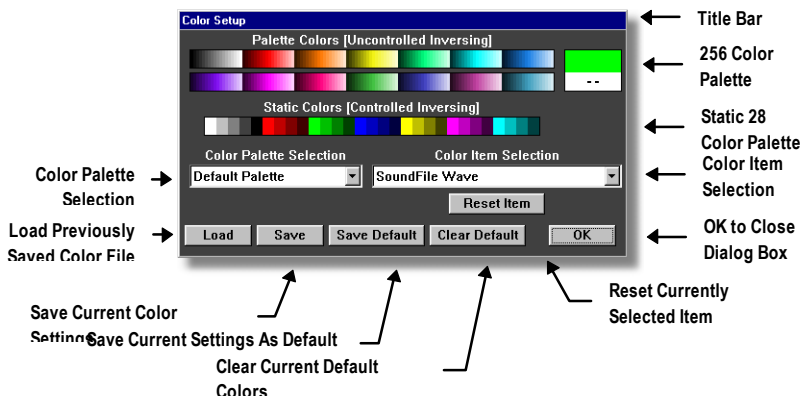 Color Setup
Title Bar
Palette Colors [Uncontrolled Inversing]
256 Color
Palette
--
Static Colors [Controlled Inversing]
Static 28
Color Palette
Color Palette Selection
Color Item Selection
Color Item
Selection
Default Palette
SoundFile Wave
Color Palette
Selection
Reset Item
Load Previously
Saved Color File
Load
Save
Save Default
Clear Default
OK
OK to Close
Dialog Box
Reset Currently
Selected Item
Save Current Color
Settings
Save Current Settings As Default
Clear Current Default
Colors